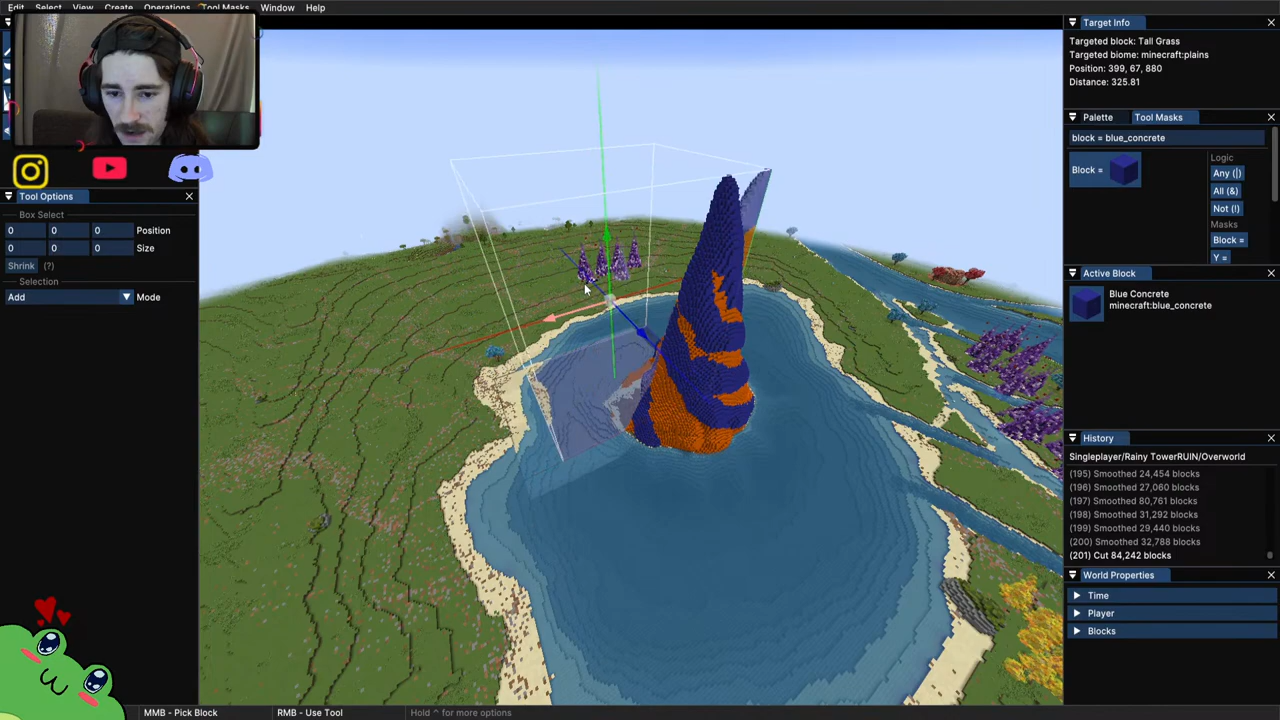 Edit Select View Create Operations Tool Masks Window Help
Tool Options
Box Select
0 0 0 Position
0 0 0 Size
Shrink (?)
Selection
Add Mode
Target Info
Targeted block: Tall Grass
Targeted biome: minecraft:plains
Position: 399, 67, 880
Distance: 325.81
Palette Tool Masks
block = blue_concrete
Block =
Logic
Any (|)
All (&)
Not (!)
Masks
Block =
Y =
Active Block
Blue Concrete
minecraft:blue_concrete
History
Singleplayer/Rainy TowerRUIN/Overworld
(195) Smoothed 24,454 blocks
(196) Smoothed 27,060 blocks
(197) Smoothed 80,761 blocks
(198) Smoothed 31,292 blocks
(199) Smoothed 29,440 blocks
(200) Smoothed 32,788 blocks
(201) Cut 84,242 blocks
World Properties
Time
Player
Blocks
MMB - Pick Block RMB - Use Tool Hold ^ for more options